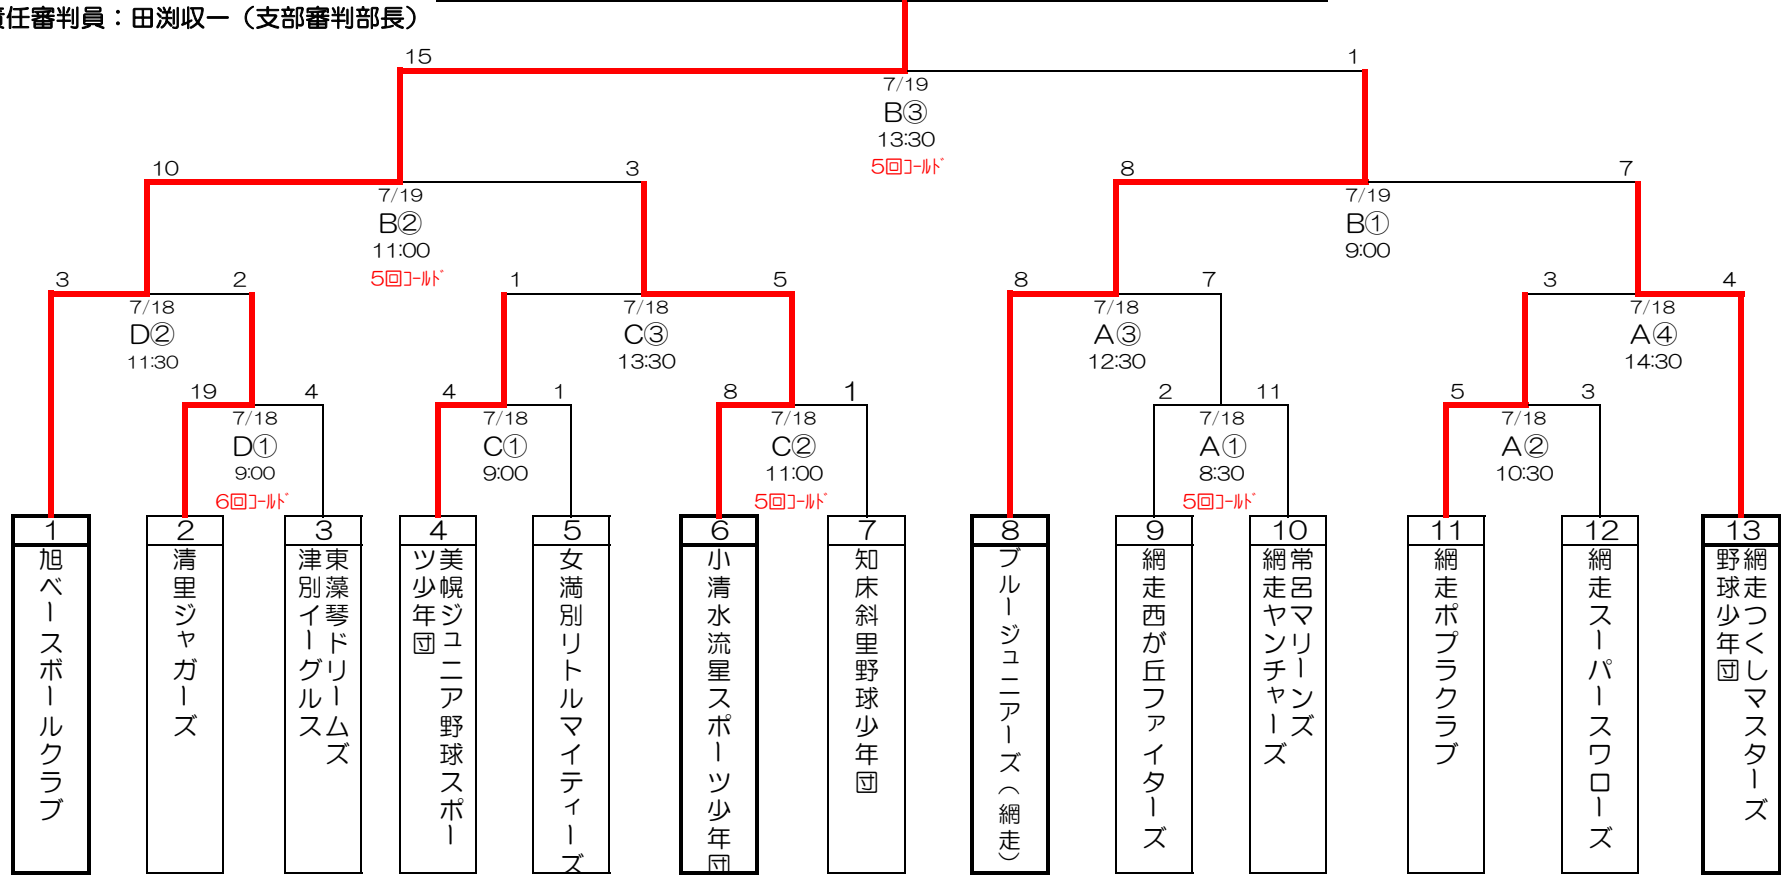 責任審判員：田渕収一（支部審判部長）
15
1
7/19
B③
13:30
5回ｺｰﾙﾄﾞ
10
3
7/19
B②
11:00
5回ｺｰﾙﾄﾞ
8
7
7/19
B①
9:00
3
2
7/18
D②
11:30
1
5
7/18
C③
13:30
8
7
7/18
A③
12:30
3
4
7/18
A④
14:30
19
4
7/18
D①
9:00
6回ｺｰﾙﾄﾞ
4
1
7/18
C①
9:00
8
1
7/18
C②
11:00
5回ｺｰﾙﾄﾞ
2
11
7/18
A①
8:30
5回ｺｰﾙﾄﾞ
5
3
7/18
A②
10:30
1
旭ベースボールクラブ
2
清里ジャガーズ
3
東藻琴ドリームズ
津別イーグルス
4
美幌ジュニア野球スポー
ツ少年団
5
女満別リトルマイティーズ
6
小清水流星スポーツ少年団
7
知床斜里野球少年団
8
ブルージュニアーズ（網走）
9
網走西が丘ファイターズ
10
常呂マリーンズ
網走ヤンチャーズ
11
網走ポプラクラブ
12
網走スーパースワローズ
13
網走つくしマスターズ
野球少年団